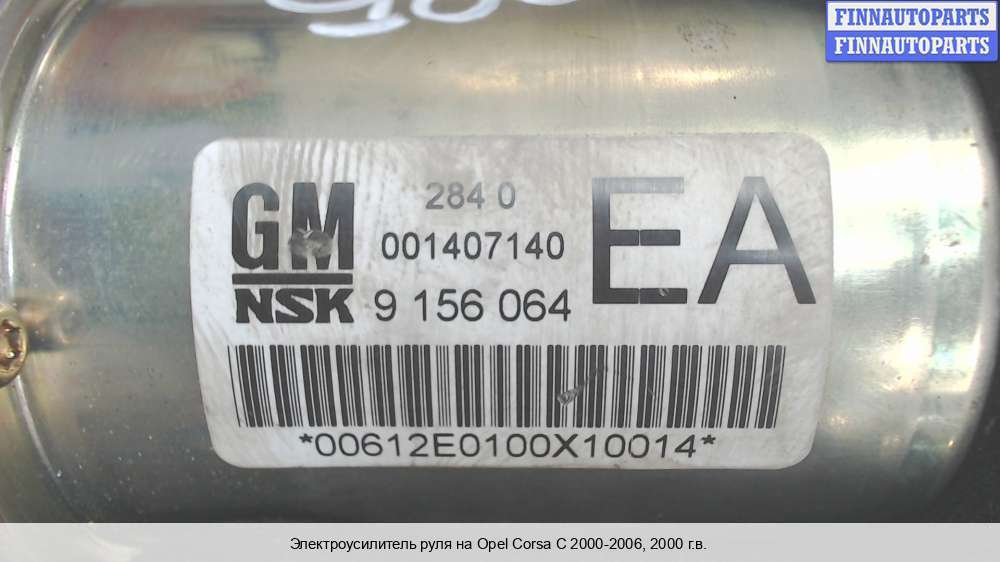 FINNAUTOPARTS
FINNAUTOPARTS
GM
NSK
284 0
001407140
9 156 064
EA
*00612E0100X10014*
Электроусилитель руля на Opel Corsa C 2000-2006, 2000 г.в.